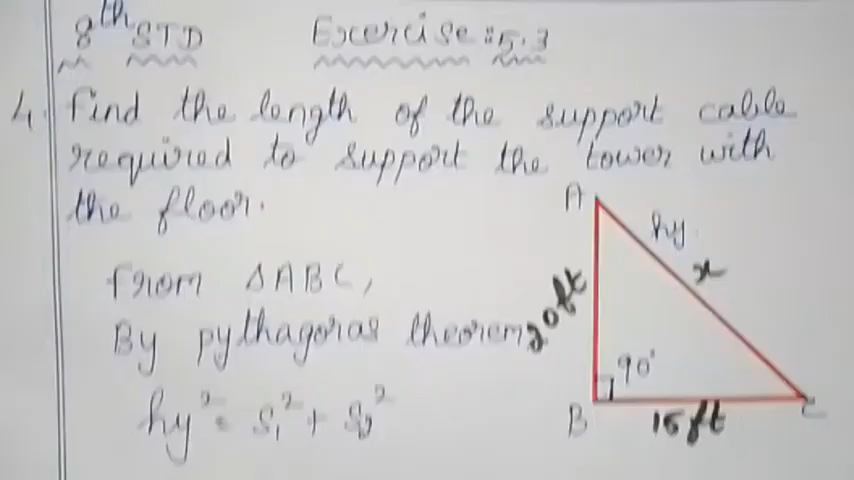 8th STD Exercise :5.3
4. Find the length of the support cable
required to support the tower with
the floor.
From ΔABC,
By pythagoras theorem,
hy² = S₁² + S₂²
A
hy
x
20ft
90°
B
15ft
C